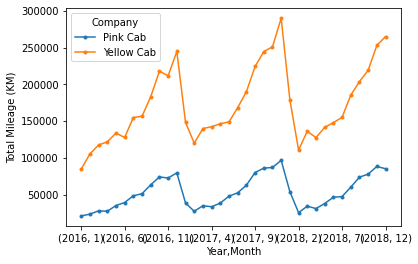 300000
250000
200000
150000
100000
50000
Total Mileage (KM)
Company
Pink Cab
Yellow Cab
(2016, 1) (2016, 6) (2016, 11) (2017, 4) (2017, 9) (2018, 2) (2018, 7) (2018, 12)
Year,Month